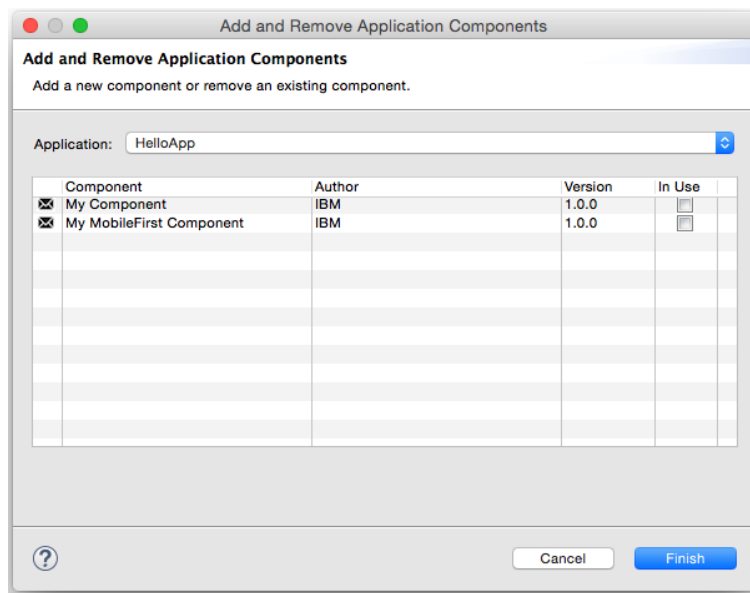 Add and Remove Application Components
Add and Remove Application Components
Add a new component or remove an existing component.
Application: HelloApp
Component Author Version In Use
My Component IBM 1.0.0
My MobileFirst Component IBM 1.0.0
? Cancel Finish